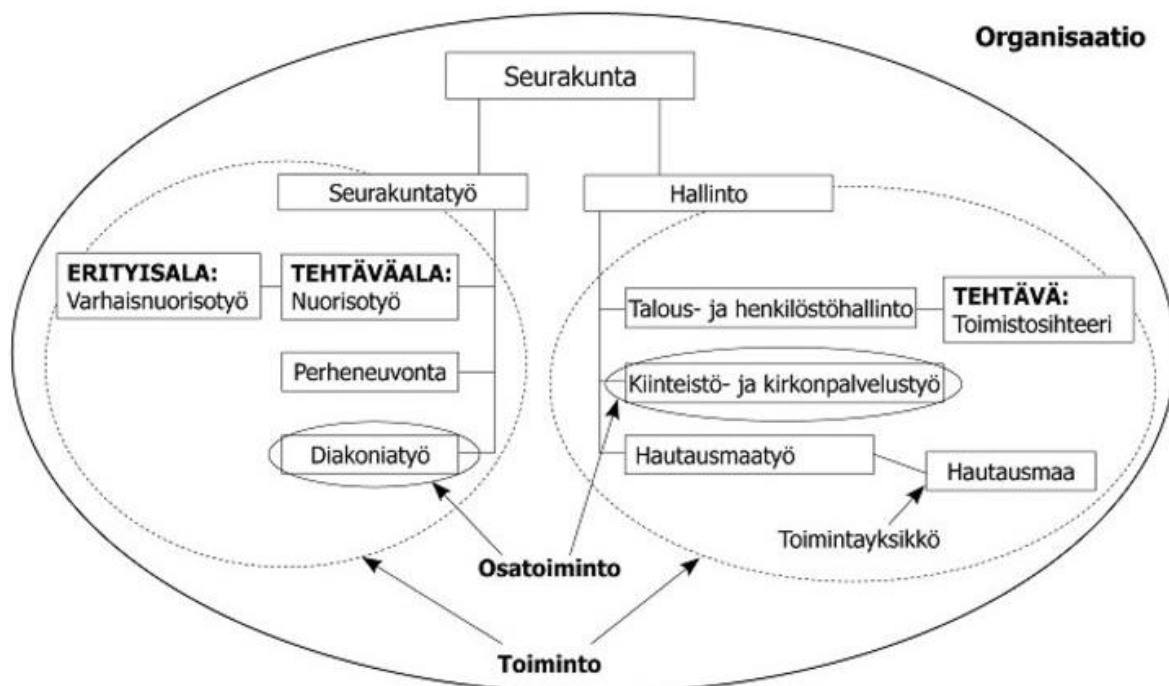 Organisaatio
Seurakunta
Seurakuntatyö
Hallinto
ERITYISALA:
Varhaisnuorisotyö
TEHTÄVÄALA:
Nuorisotyö
Talous- ja henkilöstöhallinto
TEHTÄVÄ:
Toimistosihteeri
Perheneuvonta
Kiinteistö- ja kirkonpalvelustyö
Diakoniatyö
Hautausmaatyö
Hautausmaa
Toimintayksikkö
Osatoiminto
Toiminto